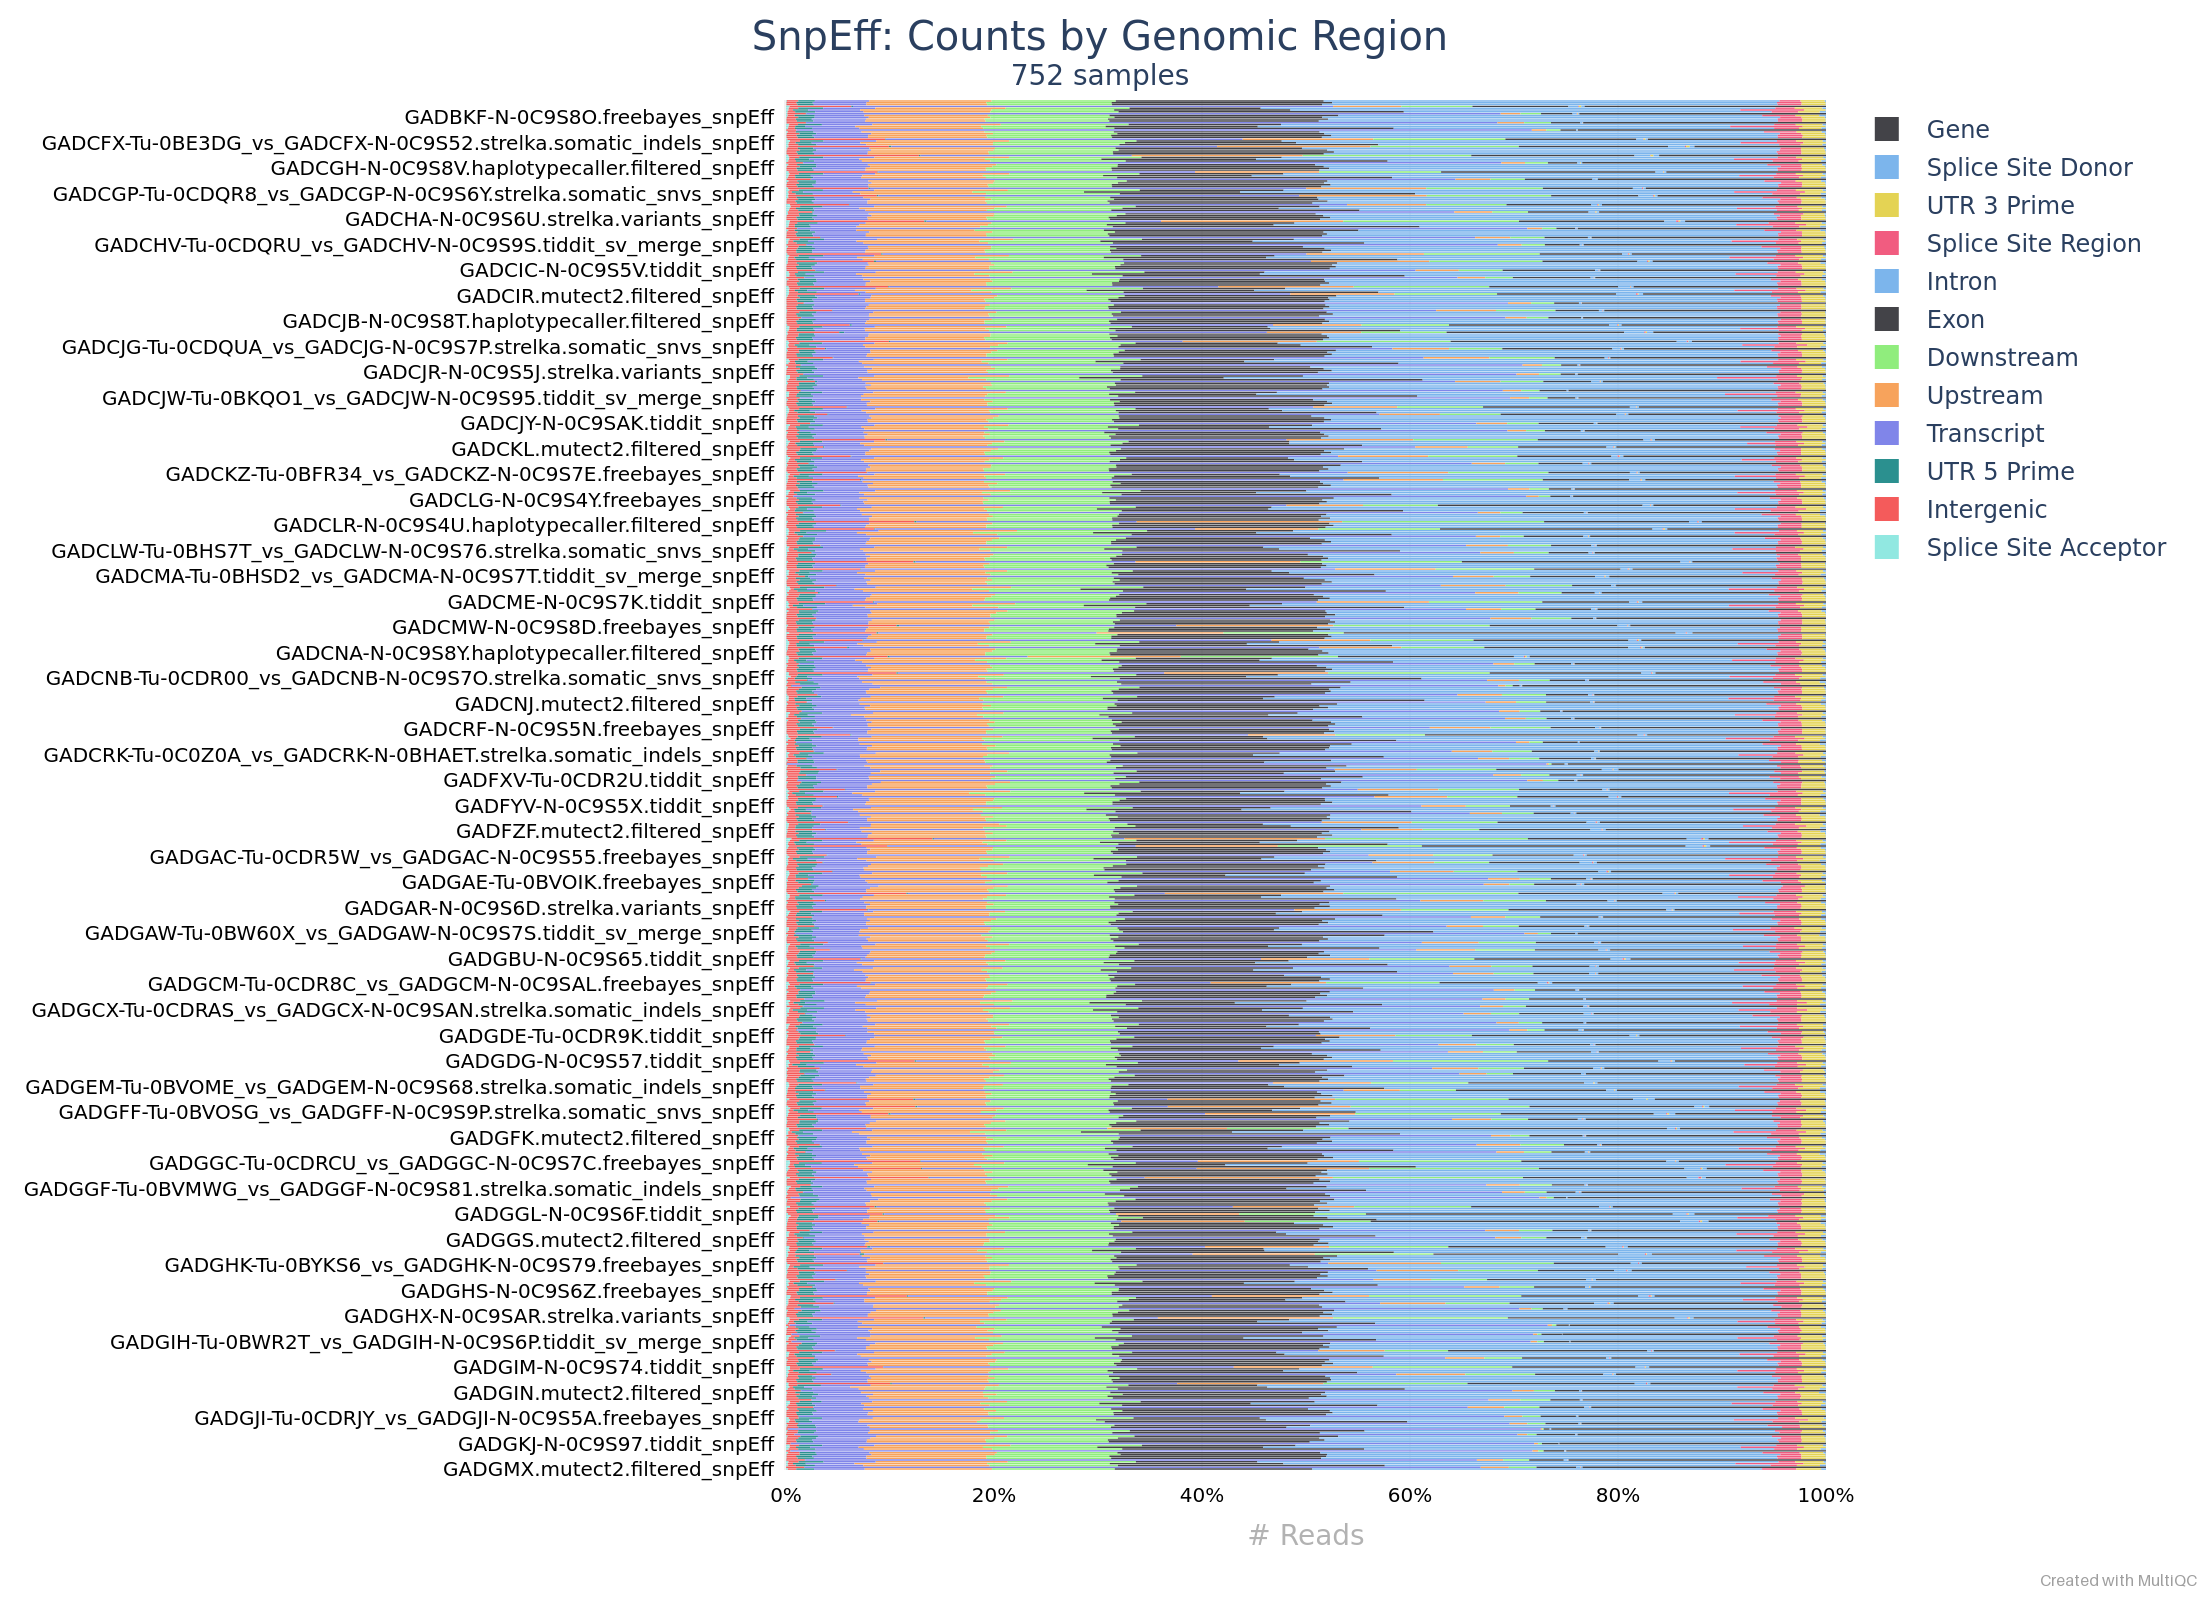 SnpEff: Counts by Genomic Region
752 samples
GADBKF-N-0C9S8O.freebayes_snpEff
GADCFX-Tu-0BE3DG_vs_GADCFX-N-0C9S52.strelka.somatic_indels_snpEff
GADCGH-N-0C9S8V.haplotypecaller.filtered_snpEff
GADCGP-Tu-0CDQR8_vs_GADCGP-N-0C9S6Y.strelka.somatic_snvs_snpEff
GADCHA-N-0C9S6U.strelka.variants_snpEff
GADCHV-Tu-0CDQRU_vs_GADCHV-N-0C9S9S.tiddit_sv_merge_snpEff
GADCIC-N-0C9S5V.tiddit_snpEff
GADCIR.mutect2.filtered_snpEff
GADCJB-N-0C9S8T.haplotypecaller.filtered_snpEff
GADCJG-Tu-0CDQUA_vs_GADCJG-N-0C9S7P.strelka.somatic_snvs_snpEff
GADCJR-N-0C9S5J.strelka.variants_snpEff
GADCJW-Tu-0BKQO1_vs_GADCJW-N-0C9S95.tiddit_sv_merge_snpEff
GADCJY-N-0C9SAK.tiddit_snpEff
GADCKL.mutect2.filtered_snpEff
GADCKZ-Tu-0BFR34_vs_GADCKZ-N-0C9S7E.freebayes_snpEff
GADCLG-N-0C9S4Y.freebayes_snpEff
GADCLR-N-0C9S4U.haplotypecaller.filtered_snpEff
GADCLW-Tu-0BHS7T_vs_GADCLW-N-0C9S76.strelka.somatic_snvs_snpEff
GADCMA-Tu-0BHSD2_vs_GADCMA-N-0C9S7T.tiddit_sv_merge_snpEff
GADCME-N-0C9S7K.tiddit_snpEff
GADCMW-N-0C9S8D.freebayes_snpEff
GADCNA-N-0C9S8Y.haplotypecaller.filtered_snpEff
GADCNB-Tu-0CDR00_vs_GADCNB-N-0C9S7O.strelka.somatic_snvs_snpEff
GADCNJ.mutect2.filtered_snpEff
GADCRF-N-0C9S5N.freebayes_snpEff
GADCRK-Tu-0C0Z0A_vs_GADCRK-N-0BHAET.strelka.somatic_indels_snpEff
GADFXV-Tu-0CDR2U.tiddit_snpEff
GADFYV-N-0C9S5X.tiddit_snpEff
GADFZF.mutect2.filtered_snpEff
GADGAC-Tu-0CDR5W_vs_GADGAC-N-0C9S55.freebayes_snpEff
GADGAE-Tu-0BVOIK.freebayes_snpEff
GADGAR-N-0C9S6D.strelka.variants_snpEff
GADGAW-Tu-0BW60X_vs_GADGAW-N-0C9S7S.tiddit_sv_merge_snpEff
GADGBU-N-0C9S65.tiddit_snpEff
GADGCM-Tu-0CDR8C_vs_GADGCM-N-0C9SAL.freebayes_snpEff
GADGCX-Tu-0CDRAS_vs_GADGCX-N-0C9SAN.strelka.somatic_indels_snpEff
GADGDE-Tu-0CDR9K.tiddit_snpEff
GADGDG-N-0C9S57.tiddit_snpEff
GADGEM-Tu-0BVOME_vs_GADGEM-N-0C9S68.strelka.somatic_indels_snpEff
GADGFF-Tu-0BVOSG_vs_GADGFF-N-0C9S9P.strelka.somatic_snvs_snpEff
GADGFK.mutect2.filtered_snpEff
GADGGC-Tu-0CDRCU_vs_GADGGC-N-0C9S7C.freebayes_snpEff
GADGGF-Tu-0BVMWG_vs_GADGGF-N-0C9S81.strelka.somatic_indels_snpEff
GADGGL-N-0C9S6F.tiddit_snpEff
GADGGS.mutect2.filtered_snpEff
GADGHK-Tu-0BYKS6_vs_GADGHK-N-0C9S79.freebayes_snpEff
GADGHS-N-0C9S6Z.freebayes_snpEff
GADGHX-N-0C9SAR.strelka.variants_snpEff
GADGIH-Tu-0BWR2T_vs_GADGIH-N-0C9S6P.tiddit_sv_merge_snpEff
GADGIM-N-0C9S74.tiddit_snpEff
GADGIN.mutect2.filtered_snpEff
GADGJI-Tu-0CDRJY_vs_GADGJI-N-0C9S5A.freebayes_snpEff
GADGKJ-N-0C9S97.tiddit_snpEff
GADGMX.mutect2.filtered_snpEff
0% 20% 40% 60% 80% 100%
# Reads
Gene
Splice Site Donor
UTR 3 Prime
Splice Site Region
Intron
Exon
Downstream
Upstream
Transcript
UTR 5 Prime
Intergenic
Splice Site Acceptor
Created with MultiQC